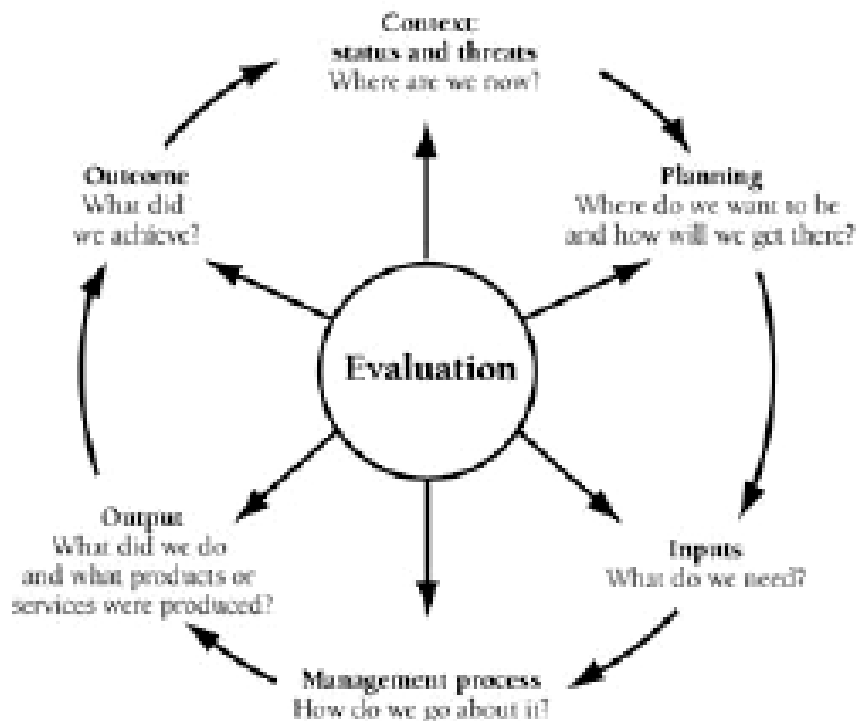 Context:
status and threats
Where are we now?
Planning
Where do we want to be
and how will we get there?
Inputs
What do we need?
Management process
How do we go about it?
Output
What did we do
and what products or
services were produced?
Outcome
What did
we achieve?
Evaluation